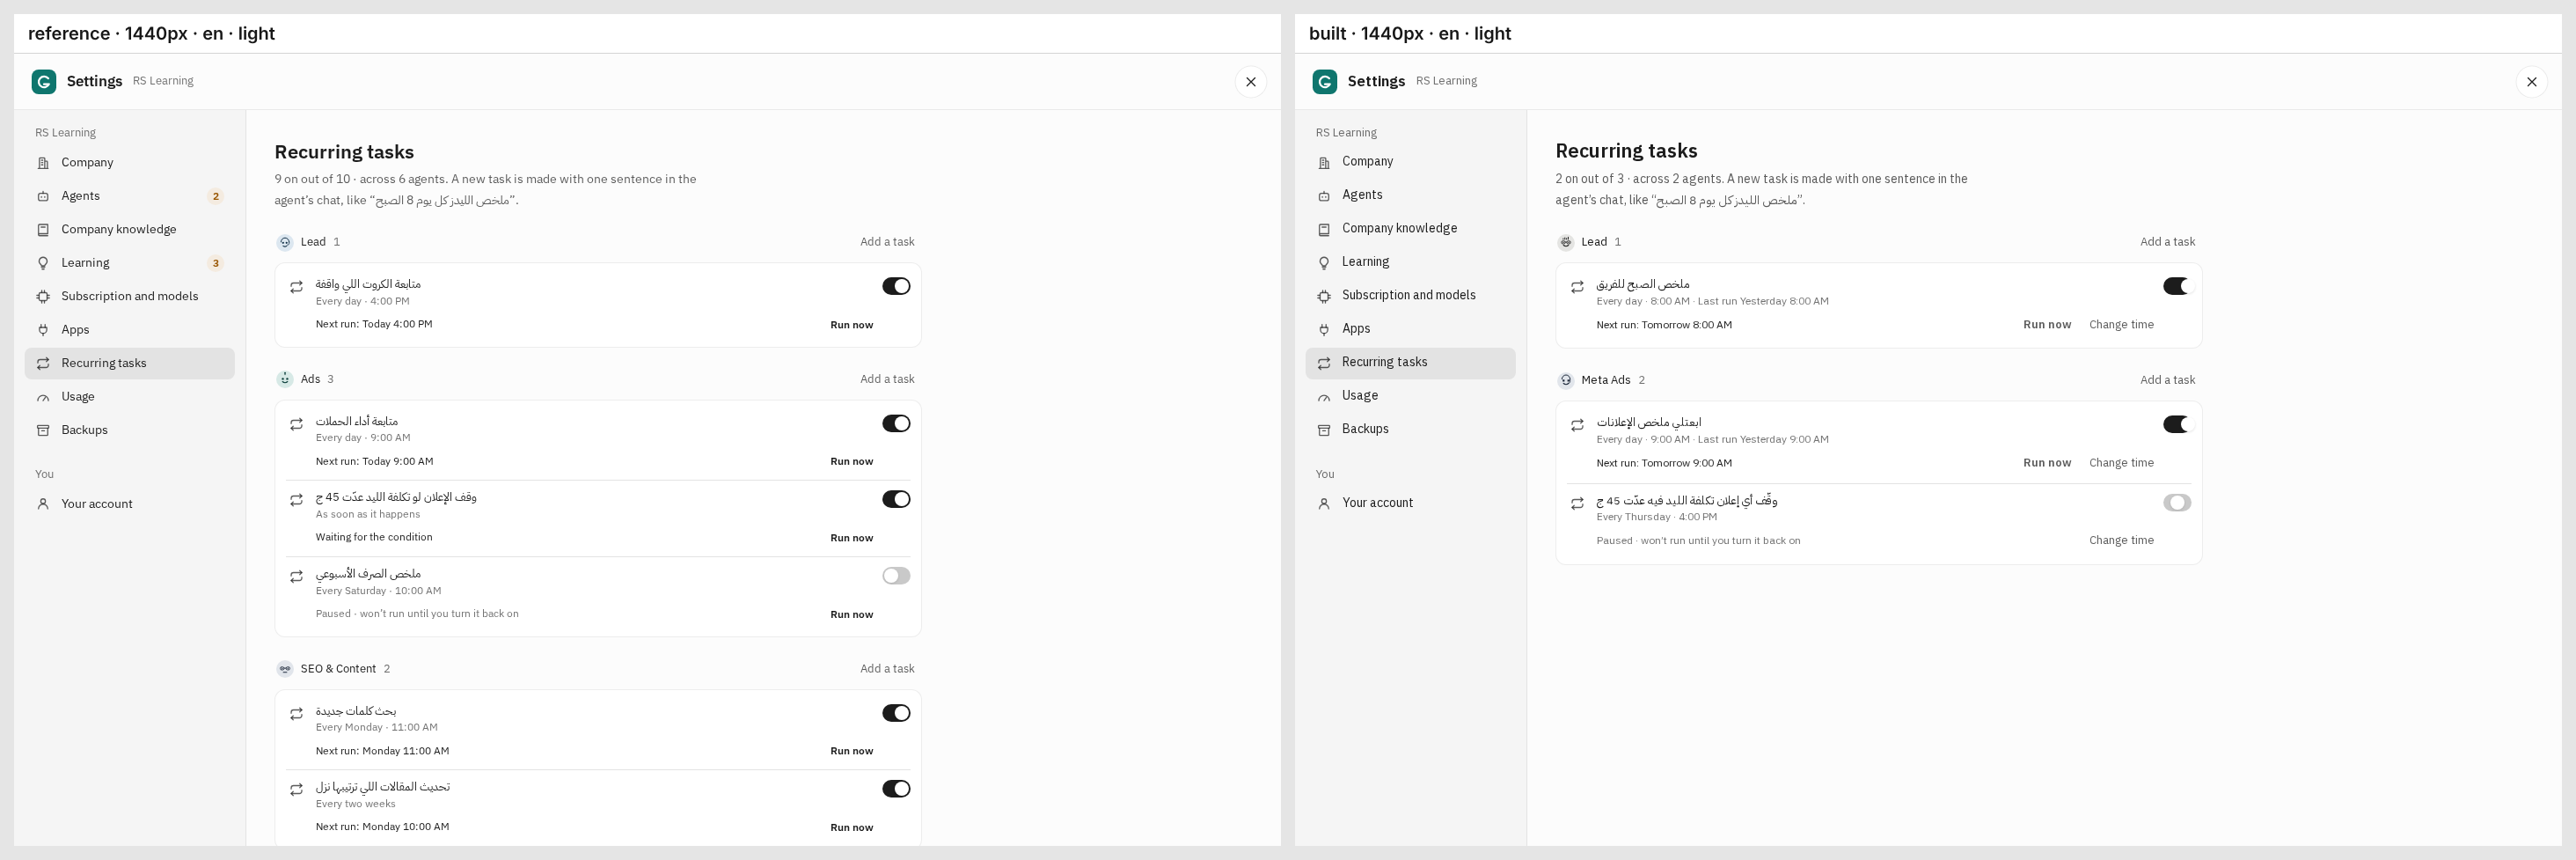 reference · 1440px · en · light
G Settings RS Learning
RS Learning
Company
Agents 2
Company knowledge
Learning 3
Subscription and models
Apps
Recurring tasks
Usage
Backups
You
Your account
Recurring tasks
9 on out of 10 · across 6 agents. A new task is made with one sentence in the
agent’s chat, like “ملخص الليدز كل يوم 8 الصبح”.
Lead 1 Add a task
متابعة الكروت اللي واقفة
Every day · 4:00 PM
Next run: Today 4:00 PM Run now
Ads 3 Add a task
متابعة أداء الحملات
Every day · 9:00 AM
Next run: Today 9:00 AM Run now
وقف الإعلان لو تكلفة الليد عدّت 45 ج
As soon as it happens
Waiting for the condition Run now
ملخص الصرف الأسبوعي
Every Saturday · 10:00 AM
Paused · won’t run until you turn it back on Run now
SEO & Content 2 Add a task
بحث كلمات جديدة
Every Monday · 11:00 AM
Next run: Monday 11:00 AM Run now
تحديث المقالات اللي ترتيبها نزل
Every two weeks
Next run: Monday 10:00 AM Run now
built · 1440px · en · light
G Settings RS Learning
RS Learning
Company
Agents
Company knowledge
Learning
Subscription and models
Apps
Recurring tasks
Usage
Backups
You
Your account
Recurring tasks
2 on out of 3 · across 2 agents. A new task is made with one sentence in the
agent’s chat, like “ملخص الليدز كل يوم 8 الصبح”.
Lead 1 Add a task
ملخص الصبح للفريق
Every day · 8:00 AM · Last run Yesterday 8:00 AM
Next run: Tomorrow 8:00 AM Run now Change time
Meta Ads 2 Add a task
ابعتلي ملخص الإعلانات
Every day · 9:00 AM · Last run Yesterday 9:00 AM
Next run: Tomorrow 9:00 AM Run now Change time
وقّف أي إعلان تكلفة الليد فيه عدّت 45 ج
Every Thursday · 4:00 PM
Paused · won’t run until you turn it back on Change time